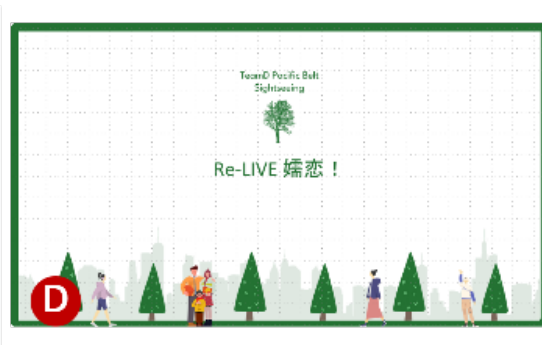 TeamD Pacific Belt
Sightseeing
Re-LIVE 嬬恋！
D